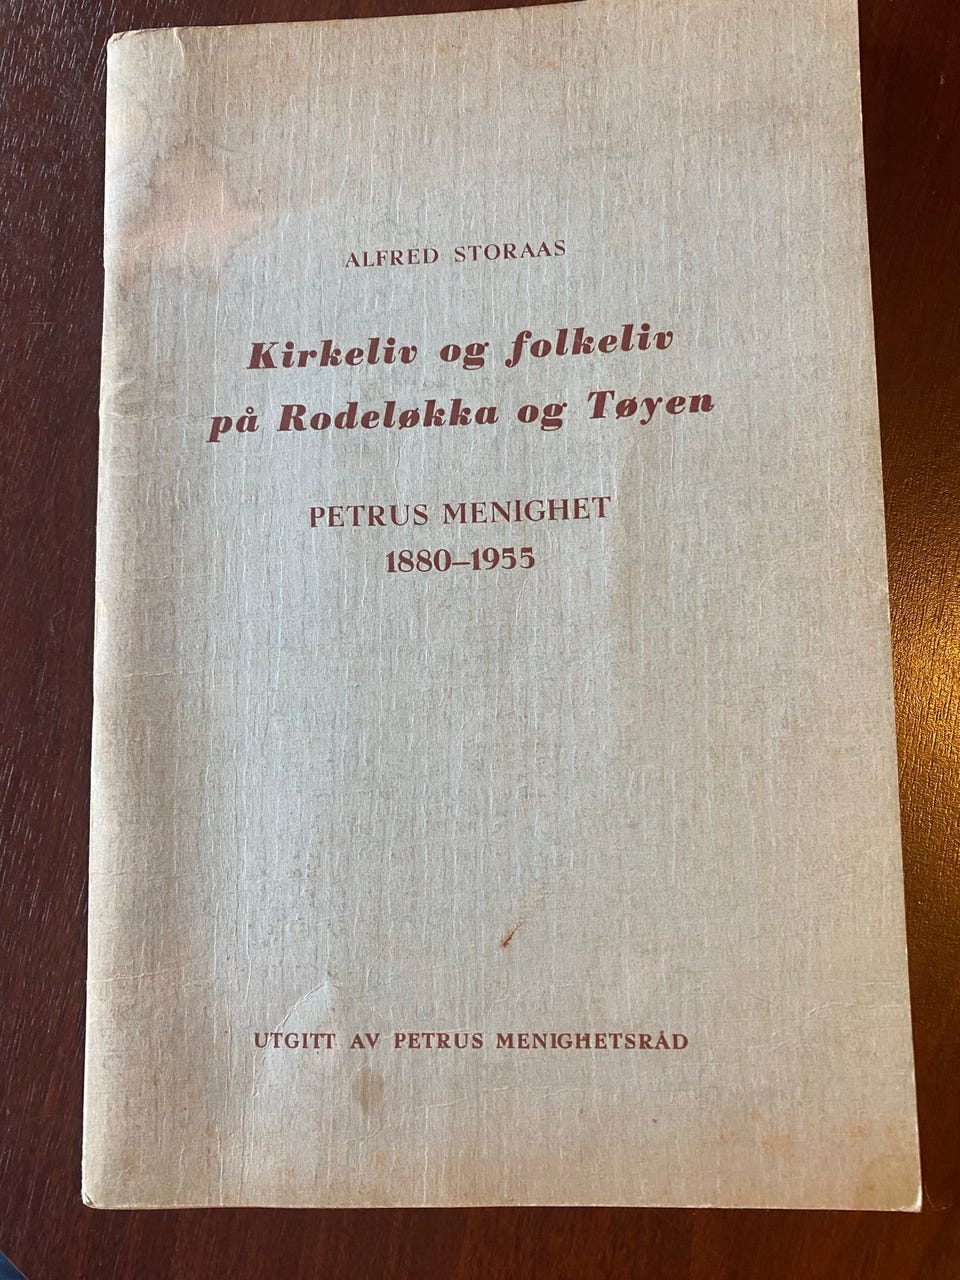 ALFRED STORAAS
Kirkeliv og folkeliv
på Rodeløkka og Tøyen
PETRUS MENIGHET
1880–1955
UTGITT AV PETRUS MENIGHETSRÅD